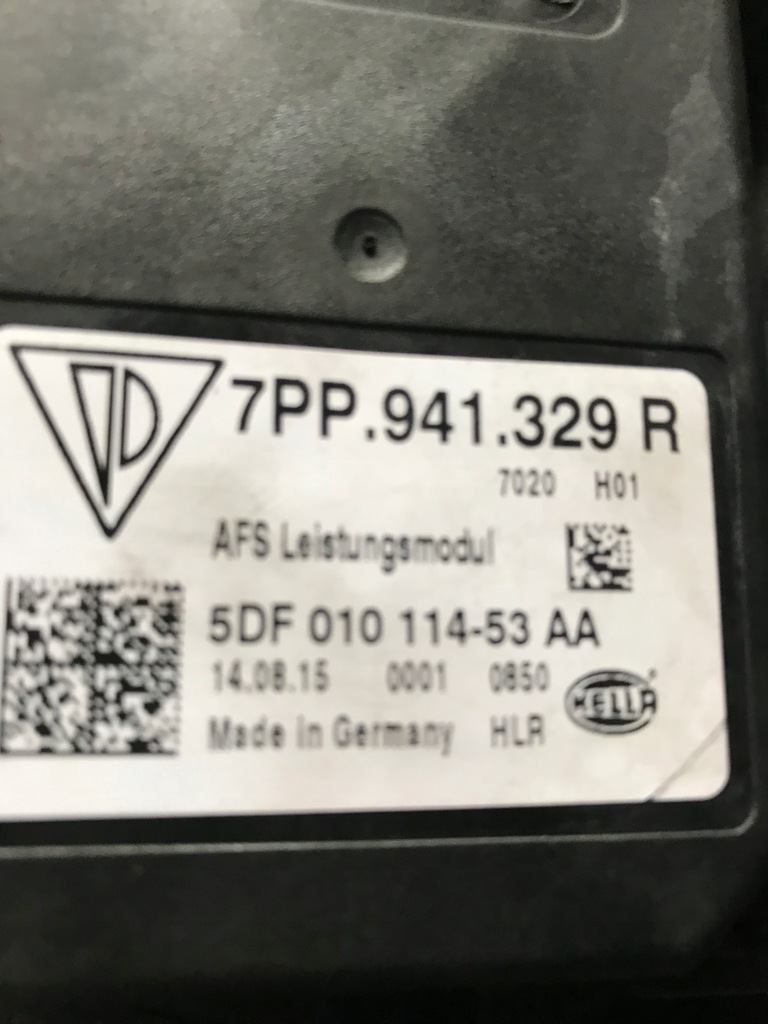 7PP.941.329 R
7020 H01
AFS Leistungsmodul
5DF 010 114-53 AA
14.08.15 0001 0850
HELLA
Made in Germany HLR